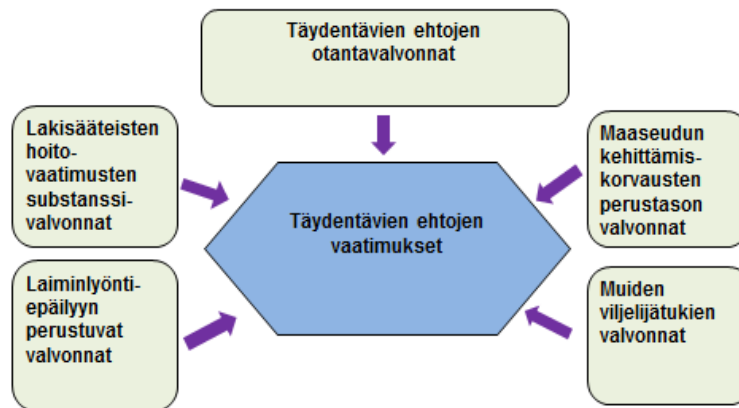 Täydentävien ehtojen
otantavalvonnat
Lakisääteisten
hoito-
vaatimusten
substanssi-
valvonnat
Maaseudun
kehittämis-
korvausten
perustason
valvonnat
Täydentävien ehtojen
vaatimukset
Laiminlyönti-
epäilyyn
perustuvat
valvonnat
Muiden
viljelijätukien
valvonnat